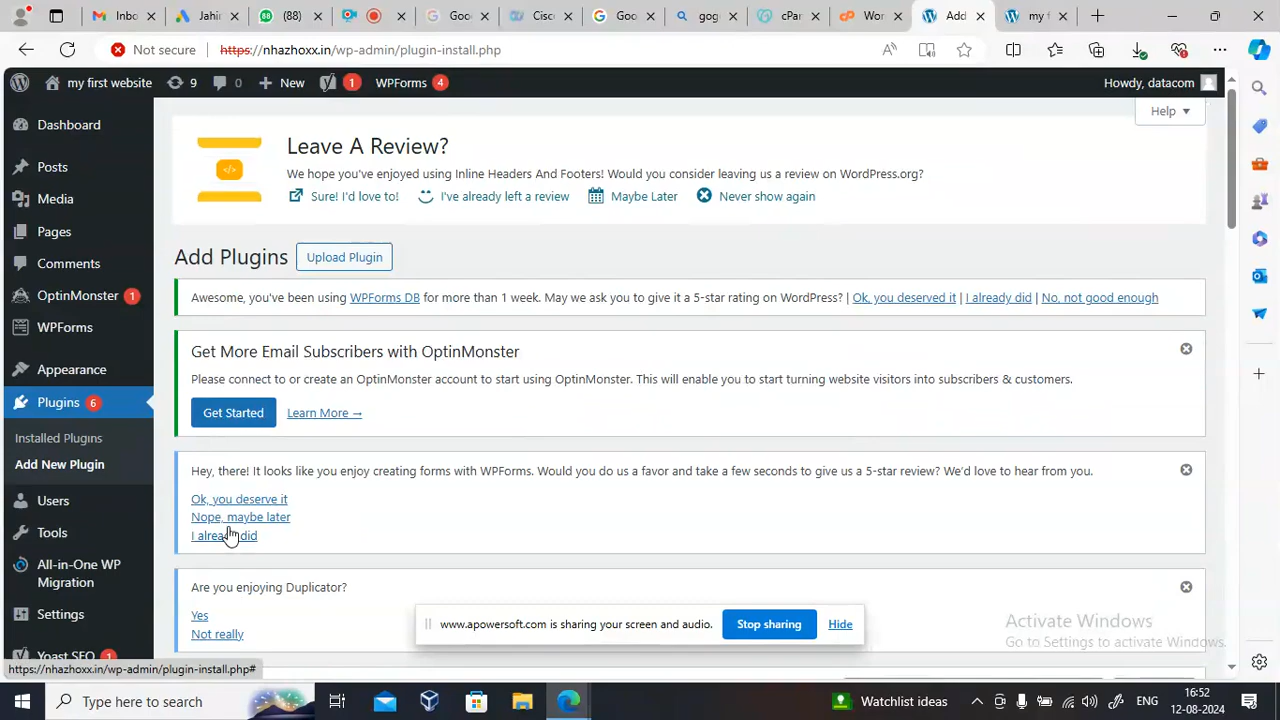 Inbo
Jahir
(88)
Goo
Cisc
Goo
gog
cPar
Wor
Add
my f
Not secure
https://nhazhoxx.in/wp-admin/plugin-install.php
my first website
9
0
New
1
WPForms
4
Howdy, datacom
Help
Dashboard
Posts
Media
Pages
Comments
OptinMonster 1
WPForms
Appearance
Plugins 6
Installed Plugins
Add New Plugin
Users
Tools
All-in-One WP
Migration
Settings
Yoast SEO 1
Leave A Review?
We hope you've enjoyed using Inline Headers And Footers! Would you consider leaving us a review on WordPress.org?
Sure! I'd love to!
I've already left a review
Maybe Later
Never show again
Add Plugins
Upload Plugin
Awesome, you've been using WPForms DB for more than 1 week. May we ask you to give it a 5-star rating on WordPress? | Ok, you deserved it | I already did | No, not good enough
Get More Email Subscribers with OptinMonster
Please connect to or create an OptinMonster account to start using OptinMonster. This will enable you to start turning website visitors into subscribers & customers.
Get Started
Learn More →
Hey, there! It looks like you enjoy creating forms with WPForms. Would you do us a favor and take a few seconds to give us a 5-star review? We'd love to hear from you.
Ok, you deserve it
Nope, maybe later
I already did
Are you enjoying Duplicator?
Yes
Not really
www.apowersoft.com is sharing your screen and audio.
Stop sharing
Hide
Activate Windows
Go to Settings to activate Windows.
https://nhazhoxx.in/wp-admin/plugin-install.php#
Type here to search
Watchlist ideas
ENG
16:52
12-08-2024